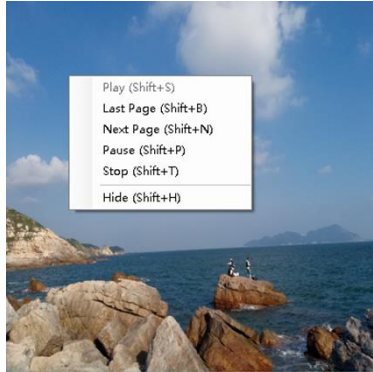 Play (Shift+S)
Last Page (Shift+B)
Next Page (Shift+N)
Pause (Shift+P)
Stop (Shift+T)
Hide (Shift+H)